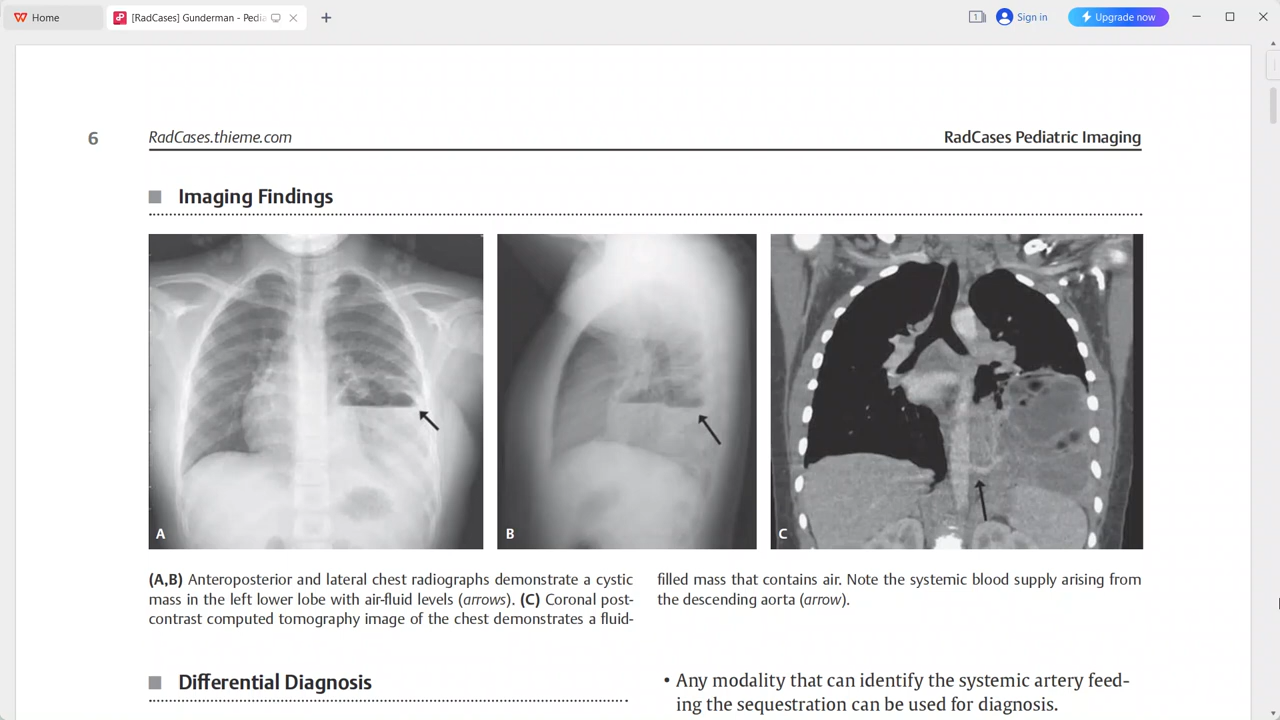 Home
[RadCases] Gunderman - Pedia
1
Sign in
Upgrade now
6
RadCases.thieme.com
RadCases Pediatric Imaging
Imaging Findings
A
B
C
(A,B) Anteroposterior and lateral chest radiographs demonstrate a cystic
mass in the left lower lobe with air-fluid levels (arrows). (C) Coronal post-
contrast computed tomography image of the chest demonstrates a fluid-
filled mass that contains air. Note the systemic blood supply arising from
the descending aorta (arrow).
Differential Diagnosis
• Any modality that can identify the systemic artery feed-
ing the sequestration can be used for diagnosis.